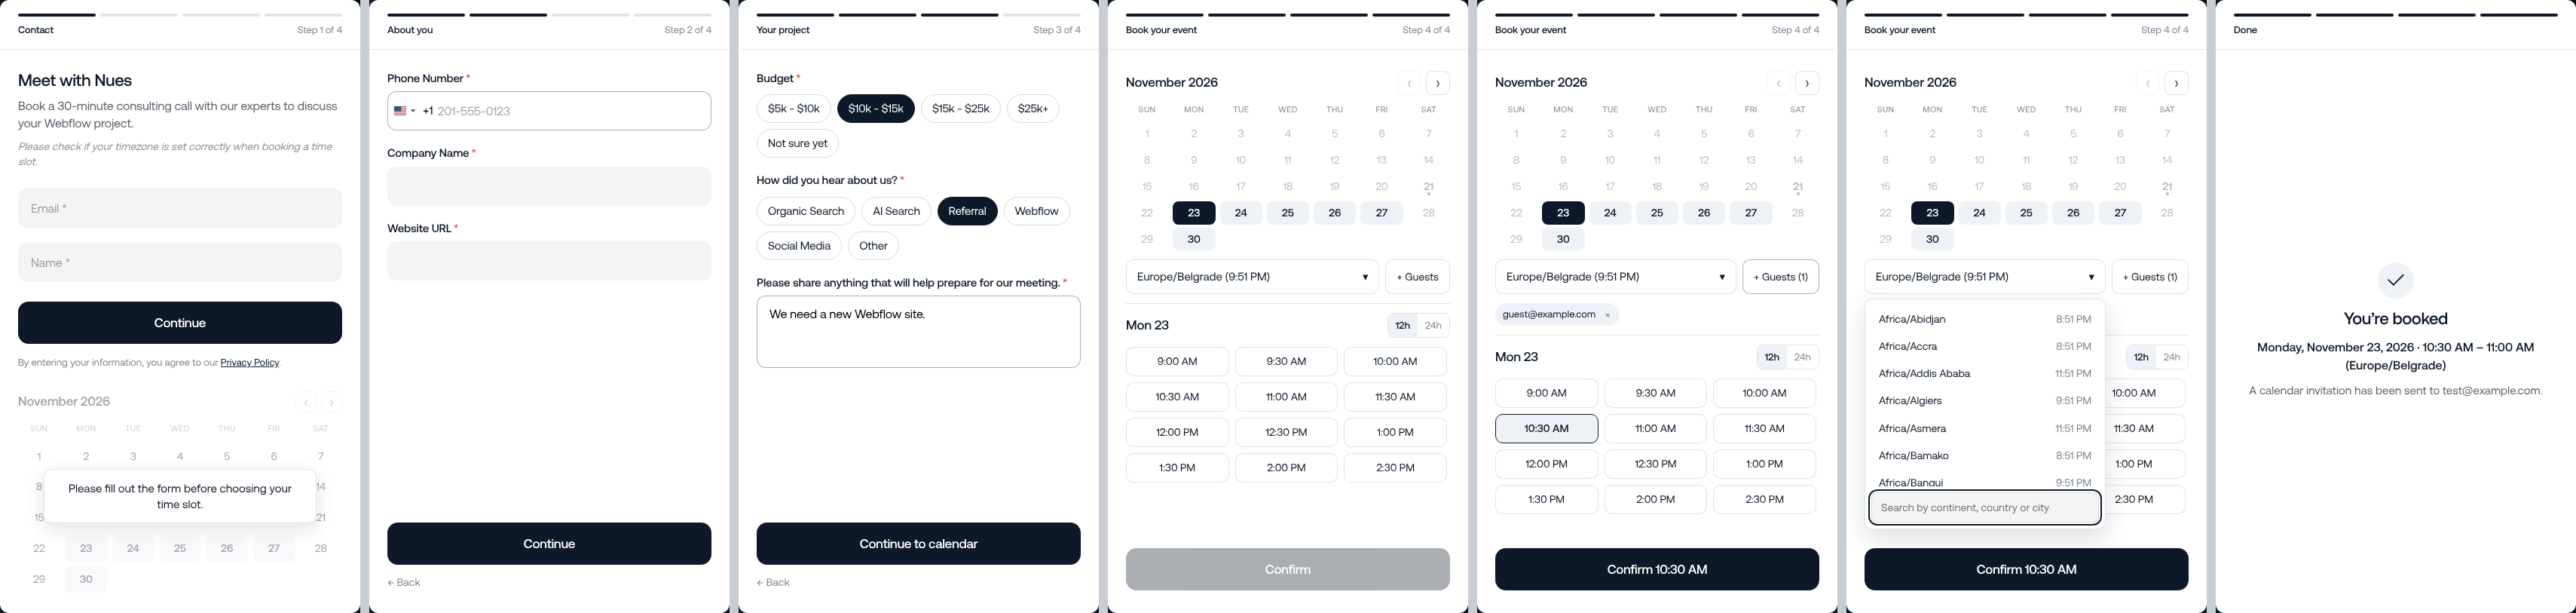 Contact
Step 1 of 4
Meet with Nues
Book a 30-minute consulting call with our experts to discuss
your Webflow project.
Please check if your timezone is set correctly when booking a time
slot.
Email *
Name *
Continue
By entering your information, you agree to our Privacy Policy.
November 2026
‹ ›
SUN MON TUE WED THU FRI SAT
1 2 3 4 5 6 7
8 14
Please fill out the form before choosing your
time slot.
15 21
22 23 24 25 26 27 28
29 30
About you
Step 2 of 4
Phone Number *
+1 201-555-0123
Company Name *
Website URL *
Continue
← Back
Your project
Step 3 of 4
Budget *
$5k - $10k $10k - $15k $15k - $25k $25k+
Not sure yet
How did you hear about us? *
Organic Search AI Search Referral Webflow
Social Media Other
Please share anything that will help prepare for our meeting. *
We need a new Webflow site.
Continue to calendar
← Back
Book your event
Step 4 of 4
November 2026
‹ ›
SUN MON TUE WED THU FRI SAT
1 2 3 4 5 6 7
8 9 10 11 12 13 14
15 16 17 18 19 20 21
22 23 24 25 26 27 28
29 30
Europe/Belgrade (9:51 PM) ▼
+ Guests
Mon 23
12h 24h
9:00 AM 9:30 AM 10:00 AM
10:30 AM 11:00 AM 11:30 AM
12:00 PM 12:30 PM 1:00 PM
1:30 PM 2:00 PM 2:30 PM
Confirm
Book your event
Step 4 of 4
November 2026
‹ ›
SUN MON TUE WED THU FRI SAT
1 2 3 4 5 6 7
8 9 10 11 12 13 14
15 16 17 18 19 20 21
22 23 24 25 26 27 28
29 30
Europe/Belgrade (9:51 PM) ▼
+ Guests (1)
guest@example.com ×
Mon 23
12h 24h
9:00 AM 9:30 AM 10:00 AM
10:30 AM 11:00 AM 11:30 AM
12:00 PM 12:30 PM 1:00 PM
1:30 PM 2:00 PM 2:30 PM
Confirm 10:30 AM
Book your event
Step 4 of 4
November 2026
‹ ›
SUN MON TUE WED THU FRI SAT
1 2 3 4 5 6 7
8 9 10 11 12 13 14
15 16 17 18 19 20 21
22 23 24 25 26 27 28
29 30
Europe/Belgrade (9:51 PM) ▼
+ Guests (1)
Africa/Abidjan 8:51 PM
Africa/Accra 8:51 PM
12h 24h
Africa/Addis Ababa 11:51 PM
Africa/Algiers 9:51 PM
10:00 AM
Africa/Asmera 11:51 PM
11:30 AM
Africa/Bamako 8:51 PM
1:00 PM
Africa/Bangui 9:51 PM
2:30 PM
Search by continent, country or city
Confirm 10:30 AM
Done
You're booked
Monday, November 23, 2026 · 10:30 AM – 11:00 AM
(Europe/Belgrade)
A calendar invitation has been sent to test@example.com.